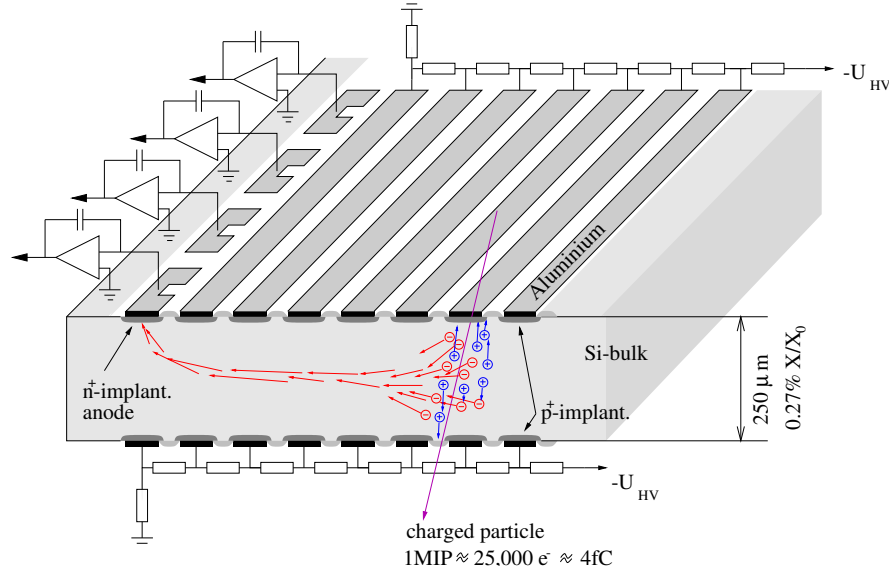 -U HV
Aluminium
n+-implant.
anode
Si-bulk
p+-implant.
250 μ m
0.27% X/X0
-U HV
charged particle
1MIP ≈ 25,000 e- ≈ 4fC